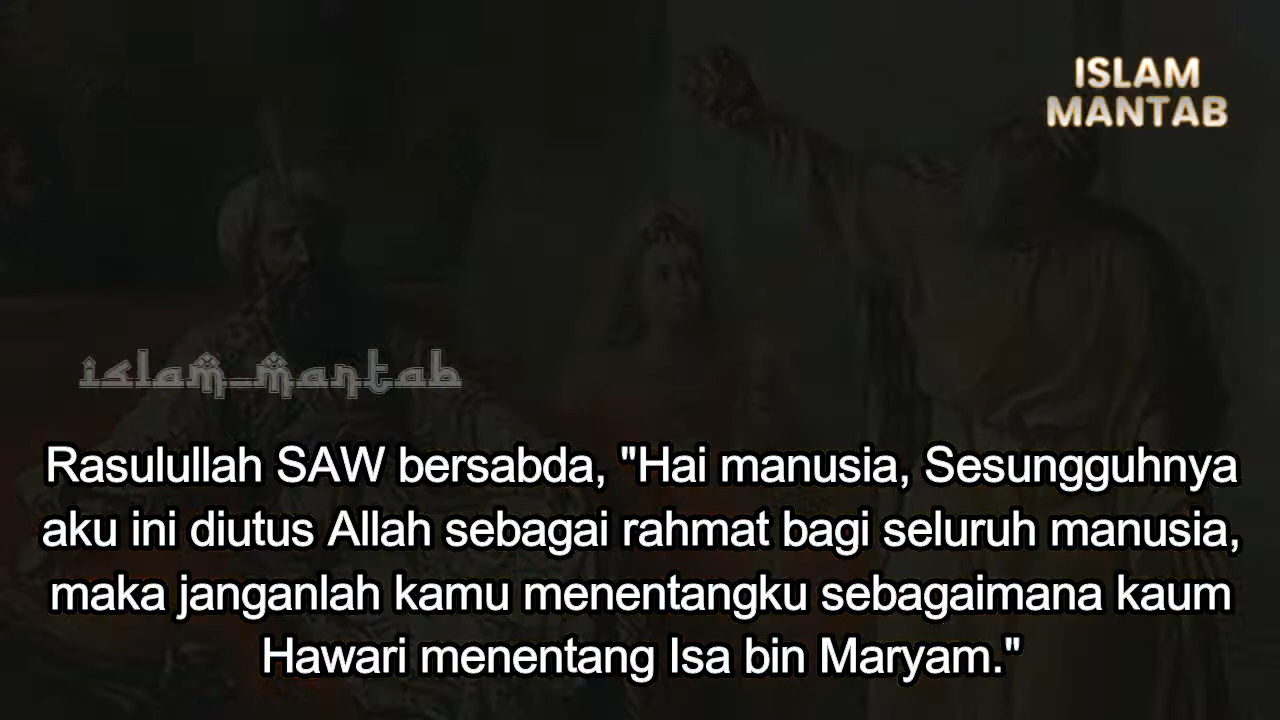 ISLAM
MANTAB
islam_mantab
Rasulullah SAW bersabda, "Hai manusia, Sesungguhnya
aku ini diutus Allah sebagai rahmat bagi seluruh manusia,
maka janganlah kamu menentangku sebagaimana kaum
Hawari menentang Isa bin Maryam."